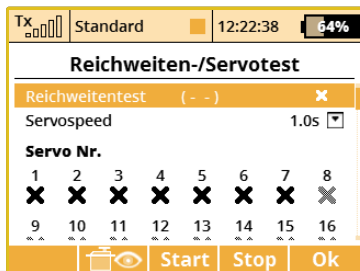 Tx Standard 12:22:38 64%
Reichweiten-/Servotest
Reichweitentest (- -)
Servospeed 1.0s
Servo Nr.
1 2 3 4 5 6 7 8
9 10 11 12 13 14 15 16
Start Stop Ok